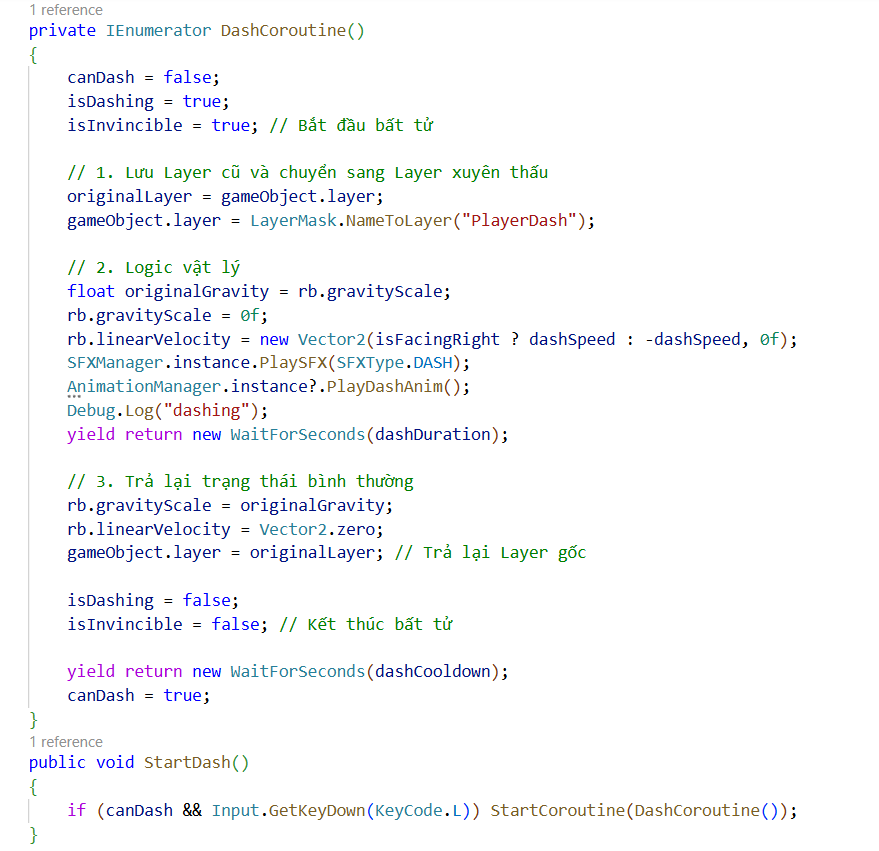 1 reference
private IEnumerator DashCoroutine()
{
    canDash = false;
    isDashing = true;
    isInvincible = true; // Bắt đầu bất tử

    // 1. Lưu Layer cũ và chuyển sang Layer xuyên thấu
    originalLayer = gameObject.layer;
    gameObject.layer = LayerMask.NameToLayer("PlayerDash");

    // 2. Logic vật lý
    float originalGravity = rb.gravityScale;
    rb.gravityScale = 0f;
    rb.linearVelocity = new Vector2(isFacingRight ? dashSpeed : -dashSpeed, 0f);
    SFXManager.instance.PlaySFX(SFXType.DASH);
    AnimationManager.instance?.PlayDashAnim();
    Debug.Log("dashing");
    yield return new WaitForSeconds(dashDuration);

    // 3. Trả lại trạng thái bình thường
    rb.gravityScale = originalGravity;
    rb.linearVelocity = Vector2.zero;
    gameObject.layer = originalLayer; // Trả lại Layer gốc

    isDashing = false;
    isInvincible = false; // Kết thúc bất tử

    yield return new WaitForSeconds(dashCooldown);
    canDash = true;
}
1 reference
public void StartDash()
{
    if (canDash && Input.GetKeyDown(KeyCode.L)) StartCoroutine(DashCoroutine());
}